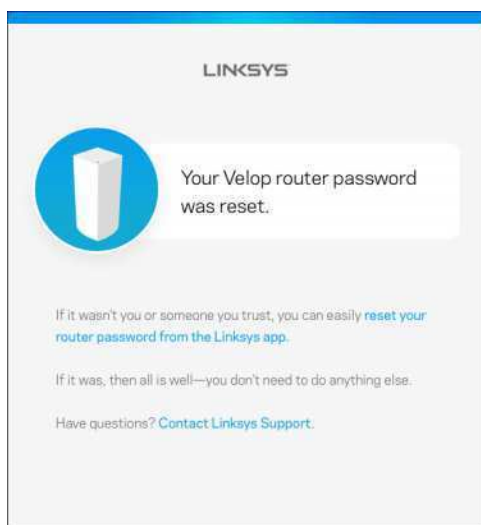 LINKSYS
Your Velop router password
was reset.
If it wasn't you or someone you trust, you can easily reset your
router password from the Linksys app.
If it was, then all is well—you don't need to do anything else.
Have questions? Contact Linksys Support.